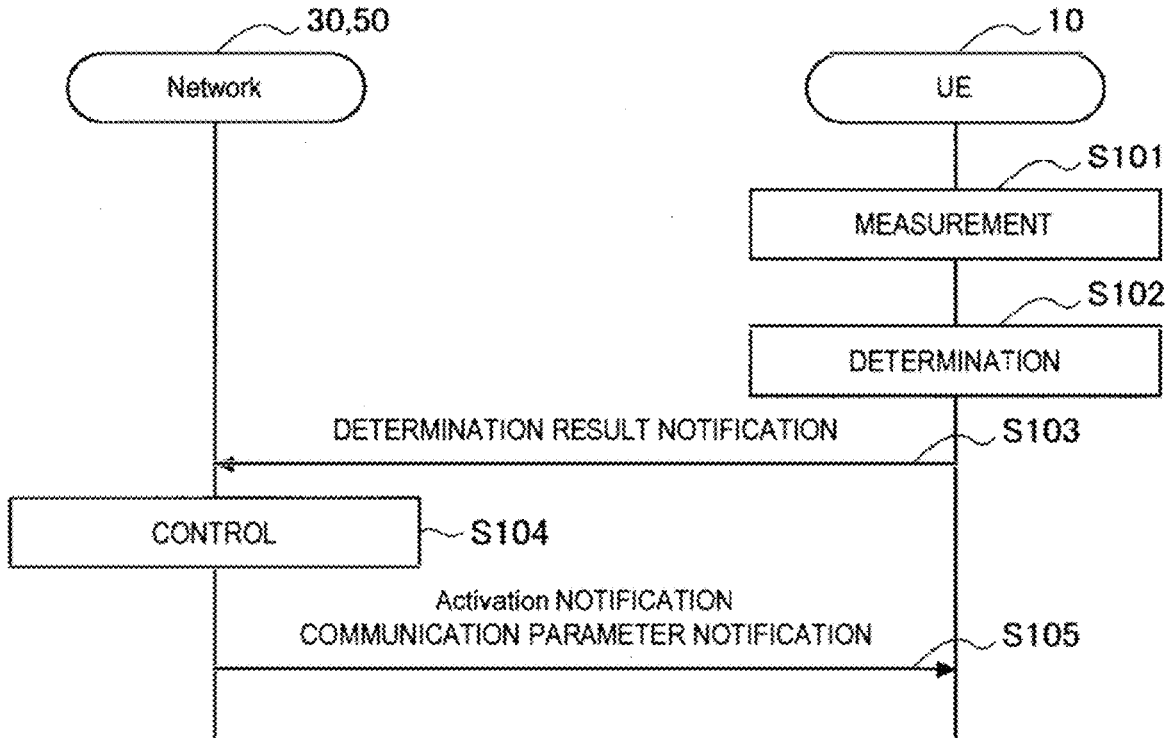 30,50
10
Network
UE
S101
MEASUREMENT
S102
DETERMINATION
DETERMINATION RESULT NOTIFICATION
S103
CONTROL
S104
Activation NOTIFICATION
COMMUNICATION PARAMETER NOTIFICATION
S105